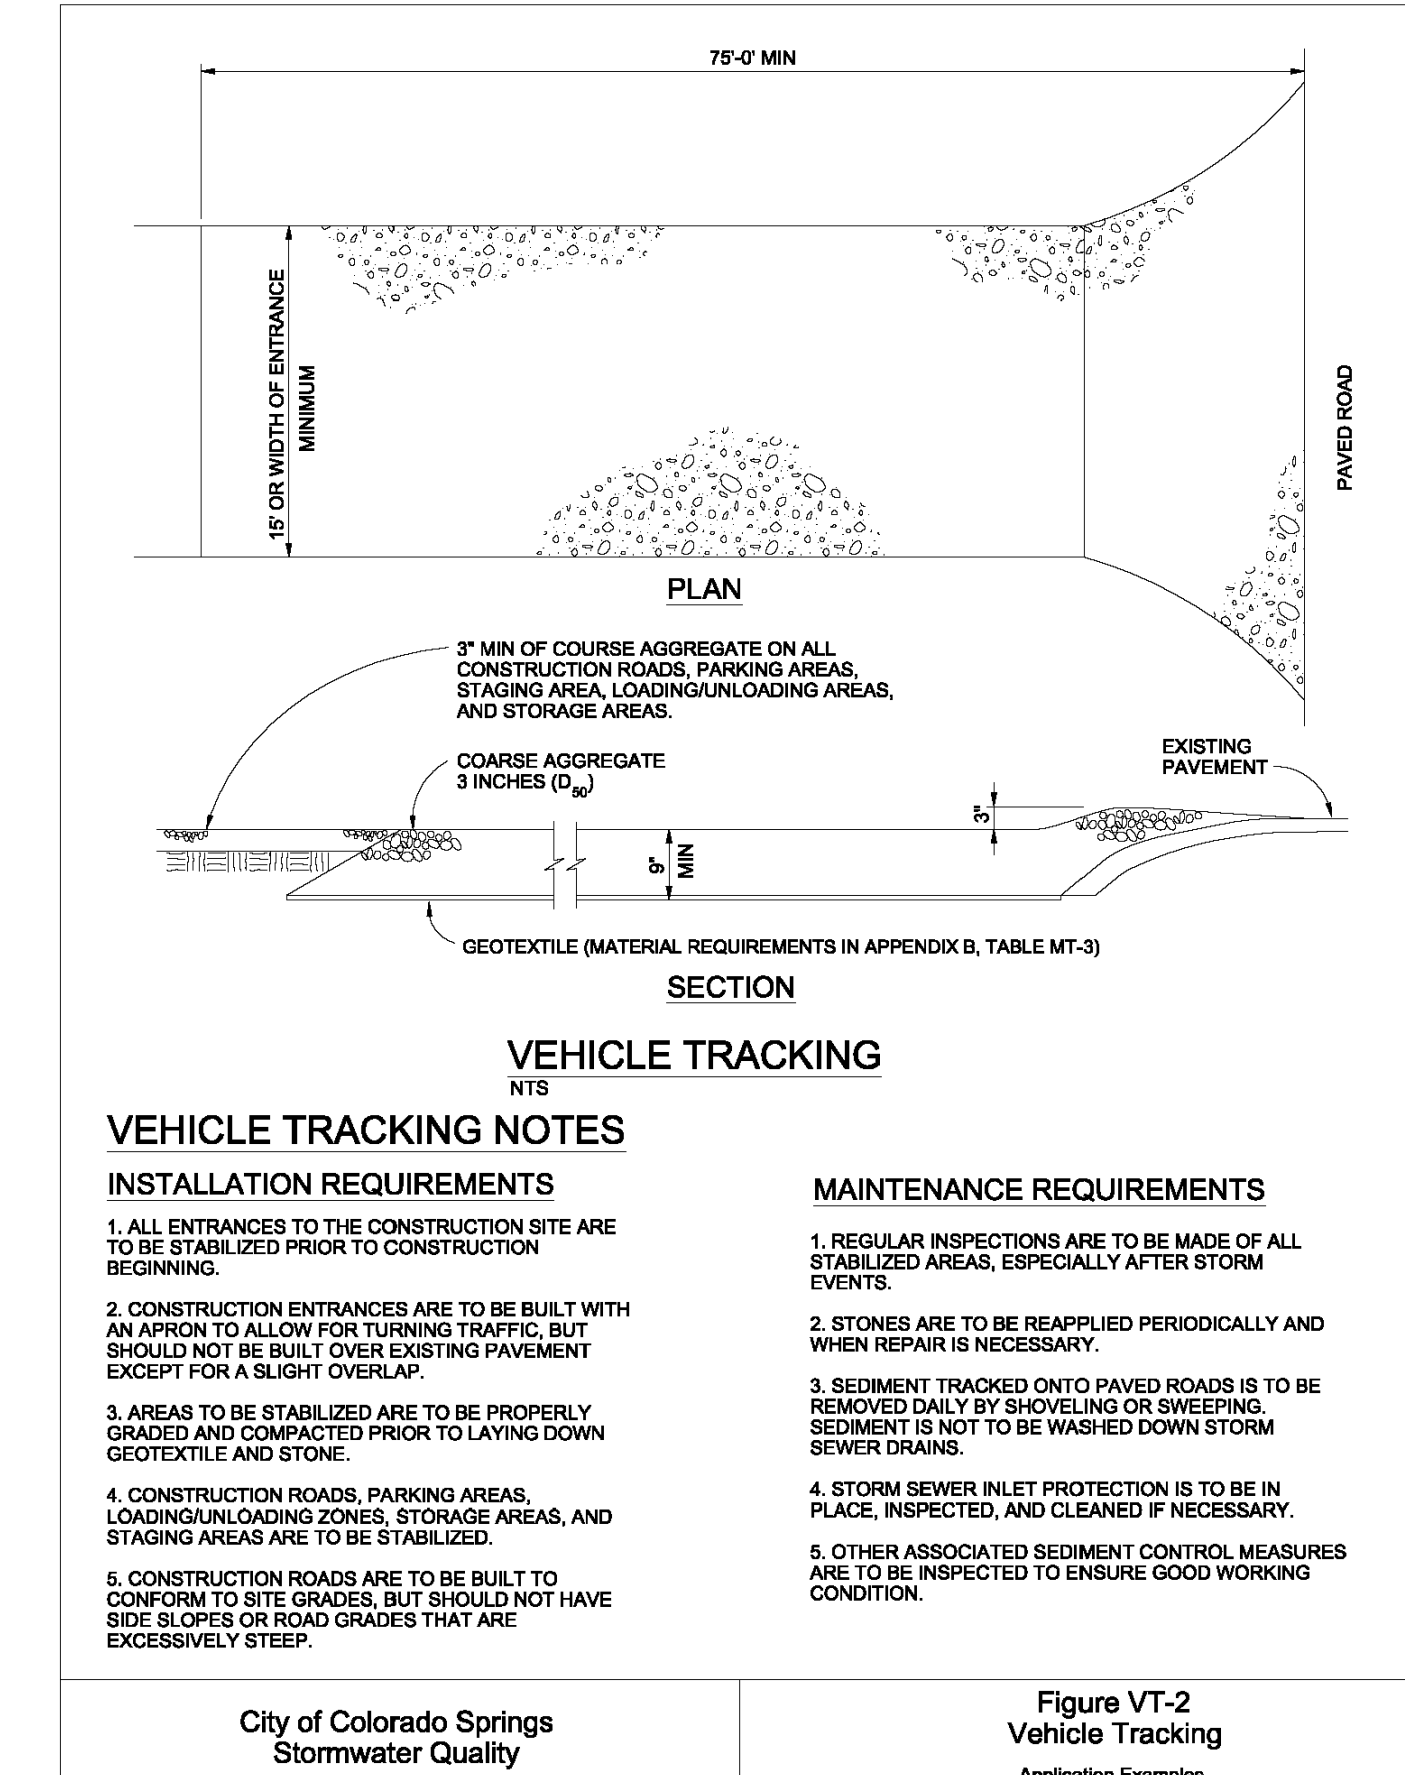 75'-0' MIN
15' OR WIDTH OF ENTRANCE
MINIMUM
PAVED ROAD
PLAN
3" MIN OF COURSE AGGREGATE ON ALL
CONSTRUCTION ROADS, PARKING AREAS,
STAGING AREA, LOADING/UNLOADING AREAS,
AND STORAGE AREAS.
COARSE AGGREGATE
3 INCHES (D50)
EXISTING
PAVEMENT
3"
9"
MIN
GEOTEXTILE (MATERIAL REQUIREMENTS IN APPENDIX B, TABLE MT-3)
SECTION
VEHICLE TRACKING
NTS
VEHICLE TRACKING NOTES
INSTALLATION REQUIREMENTS
1. ALL ENTRANCES TO THE CONSTRUCTION SITE ARE
TO BE STABILIZED PRIOR TO CONSTRUCTION
BEGINNING.
2. CONSTRUCTION ENTRANCES ARE TO BE BUILT WITH
AN APRON TO ALLOW FOR TURNING TRAFFIC, BUT
SHOULD NOT BE BUILT OVER EXISTING PAVEMENT
EXCEPT FOR A SLIGHT OVERLAP.
3. AREAS TO BE STABILIZED ARE TO BE PROPERLY
GRADED AND COMPACTED PRIOR TO LAYING DOWN
GEOTEXTILE AND STONE.
4. CONSTRUCTION ROADS, PARKING AREAS,
LOADING/UNLOADING ZONES, STORAGE AREAS, AND
STAGING AREAS ARE TO BE STABILIZED.
5. CONSTRUCTION ROADS ARE TO BE BUILT TO
CONFORM TO SITE GRADES, BUT SHOULD NOT HAVE
SIDE SLOPES OR ROAD GRADES THAT ARE
EXCESSIVELY STEEP.
MAINTENANCE REQUIREMENTS
1. REGULAR INSPECTIONS ARE TO BE MADE OF ALL
STABILIZED AREAS, ESPECIALLY AFTER STORM
EVENTS.
2. STONES ARE TO BE REAPPLIED PERIODICALLY AND
WHEN REPAIR IS NECESSARY.
3. SEDIMENT TRACKED ONTO PAVED ROADS IS TO BE
REMOVED DAILY BY SHOVELING OR SWEEPING.
SEDIMENT IS NOT TO BE WASHED DOWN STORM
SEWER DRAINS.
4. STORM SEWER INLET PROTECTION IS TO BE IN
PLACE, INSPECTED, AND CLEANED IF NECESSARY.
5. OTHER ASSOCIATED SEDIMENT CONTROL MEASURES
ARE TO BE INSPECTED TO ENSURE GOOD WORKING
CONDITION.
City of Colorado Springs
Stormwater Quality
Figure VT-2
Vehicle Tracking
Application Examples